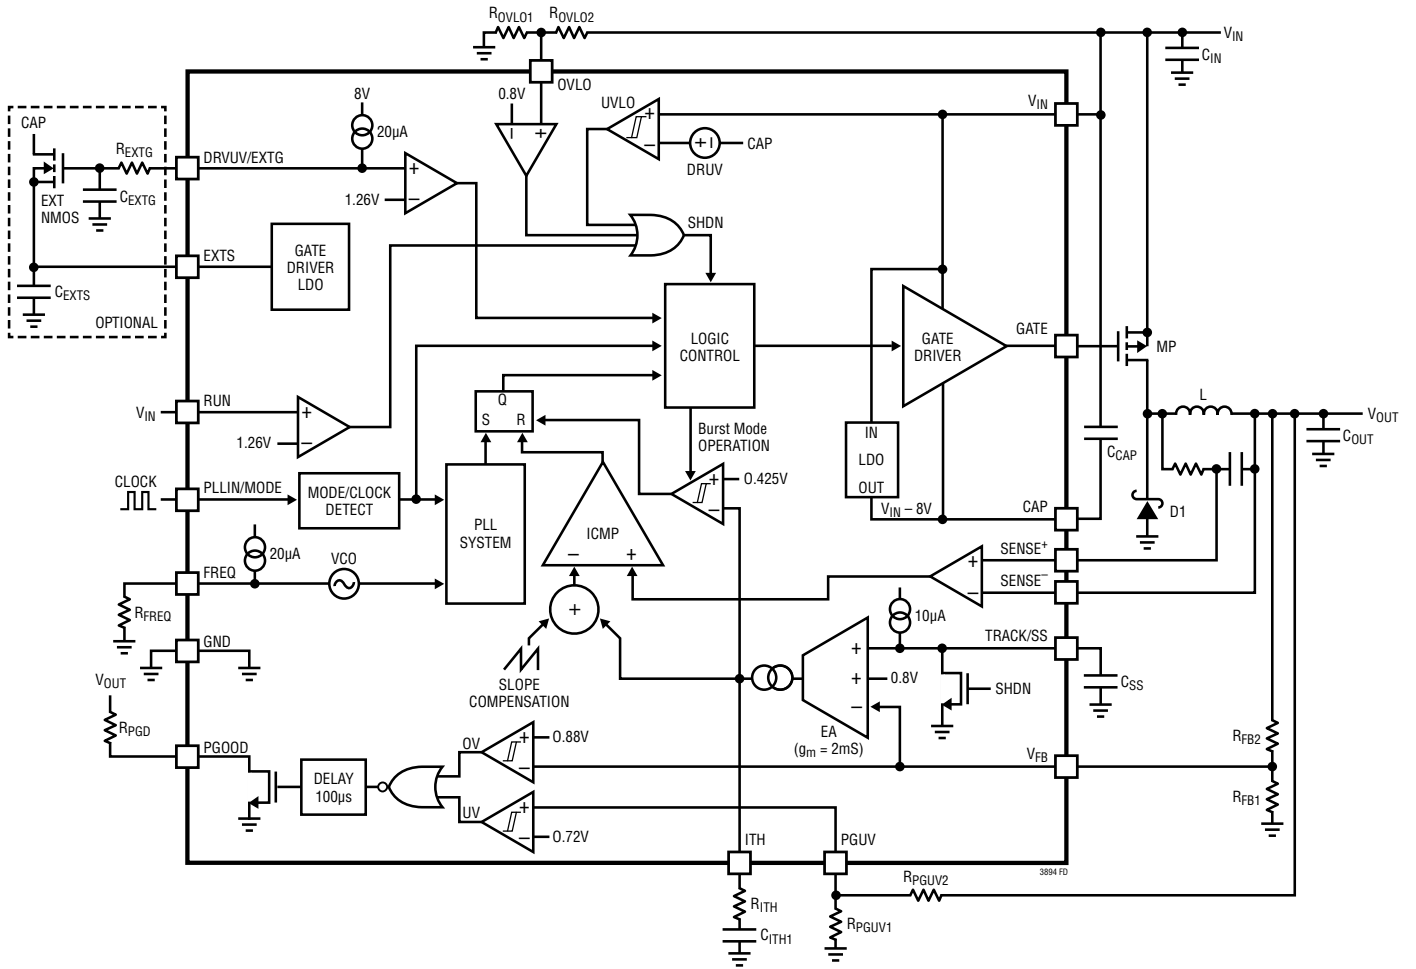 ROVLO1 ROVLO2
VIN
CIN
OVLO
8V
20µA
0.8V
– +
UVLO
+
–
VIN
+ –
CAP
DRUV
CAP
REXTG
DRVUV/EXTG
EXT
NMOS
CEXTG
1.26V
+
–
SHDN
EXTS
GATE
DRIVER
LDO
CEXTS
OPTIONAL
LOGIC
CONTROL
GATE
DRIVER
GATE
MP
RUN
VIN
1.26V
+
–
Q
S R
Burst Mode
OPERATION
IN
LDO
OUT
L
VOUT
COUT
CCAP
CLOCK
PLLIN/MODE
MODE/CLOCK
DETECT
PLL
SYSTEM
ICMP
– +
+
–
0.425V
VIN – 8V
CAP
D1
20µA
VCO
FREQ
RFREQ
SENSE+
SENSE–
+
–
+
10µA
TRACK/SS
CSS
GND
SLOPE
COMPENSATION
+
+
–
0.8V
SHDN
EA
(gm = 2mS)
VOUT
RPGD
PGOOD
DELAY
100µs
OV
+
–
0.88V
UV
+
–
0.72V
VFB
RFB2
RFB1
ITH
PGUV
3894 FD
RITH
CITH1
RPGUV2
RPGUV1